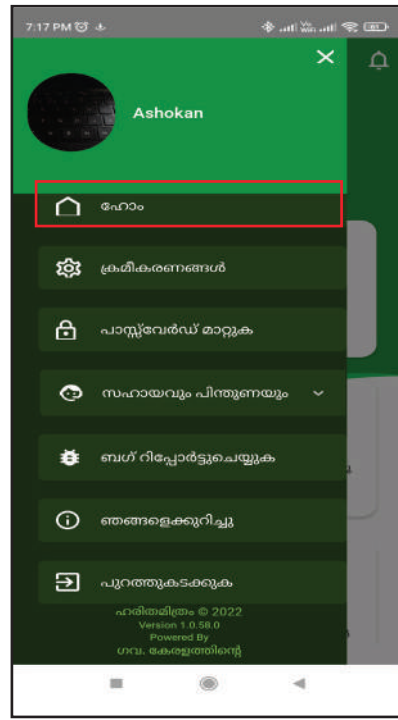 7:17 PM
Ashokan
ഹോം
ക്രമീകരണങ്ങൾ
പാസ്സ്‌വേർഡ് മാറ്റുക
സഹായവും പിന്തുണയും
ബഗ് റിപ്പോർട്ടുചെയ്യുക
ഞങ്ങളെക്കുറിച്ചു
പുറത്തുകടക്കുക
ഹരിതമിത്രം © 2022
Version 1.0.58.0
Powered By
ഗവ. കേരളത്തിന്റെ